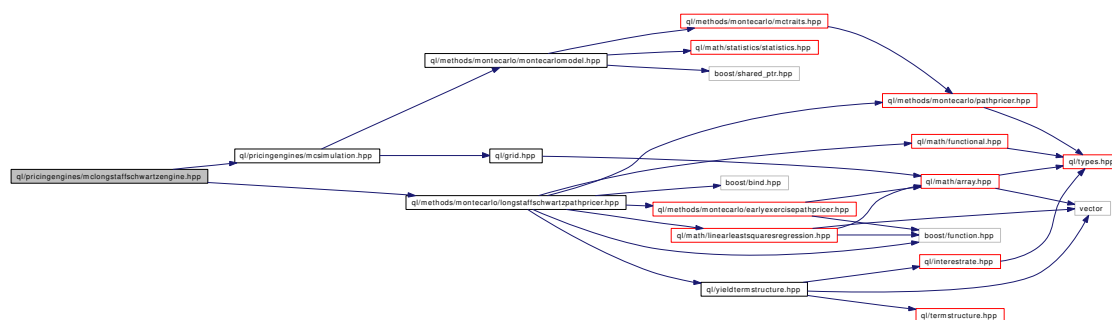 ql/methods/montecarlo/mctraits.hpp
ql/math/statistics/statistics.hpp
ql/methods/montecarlo/montecarlomodel.hpp
boost/shared_ptr.hpp
ql/methods/montecarlo/pathpricer.hpp
ql/math/functional.hpp
ql/pricingengines/mcsimulation.hpp
ql/grid.hpp
ql/types.hpp
ql/pricingengines/mclongstaffschwartzengine.hpp
boost/bind.hpp
ql/math/array.hpp
ql/methods/montecarlo/longstaffschwartzpathpricer.hpp
ql/methods/montecarlo/earlyexercisepathpricer.hpp
vector
ql/math/linearleastsquaresregression.hpp
boost/function.hpp
ql/interestrate.hpp
ql/yieldtermstructure.hpp
ql/termstructure.hpp